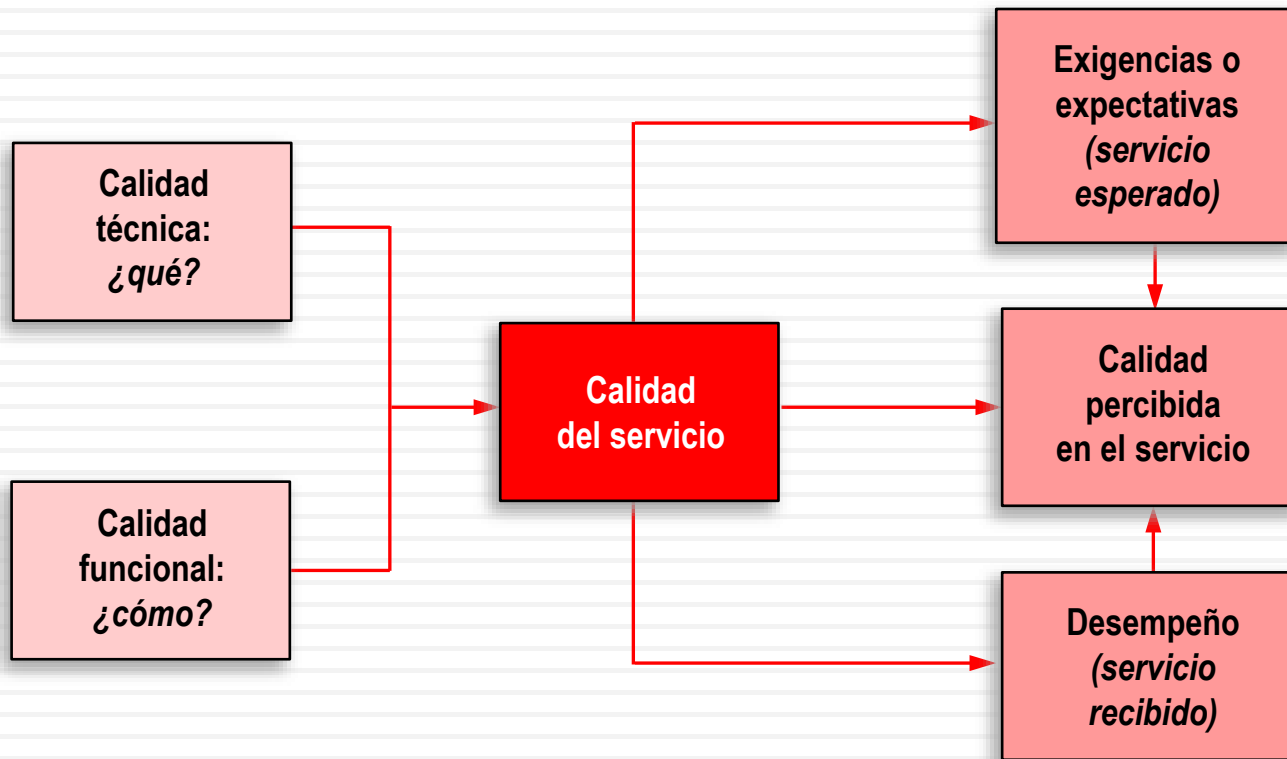 Calidad
técnica:
¿qué?
Calidad
funcional:
¿cómo?
Calidad
del servicio
Exigencias o
expectativas
(servicio
esperado)
Calidad
percibida
en el servicio
Desempeño
(servicio
recibido)